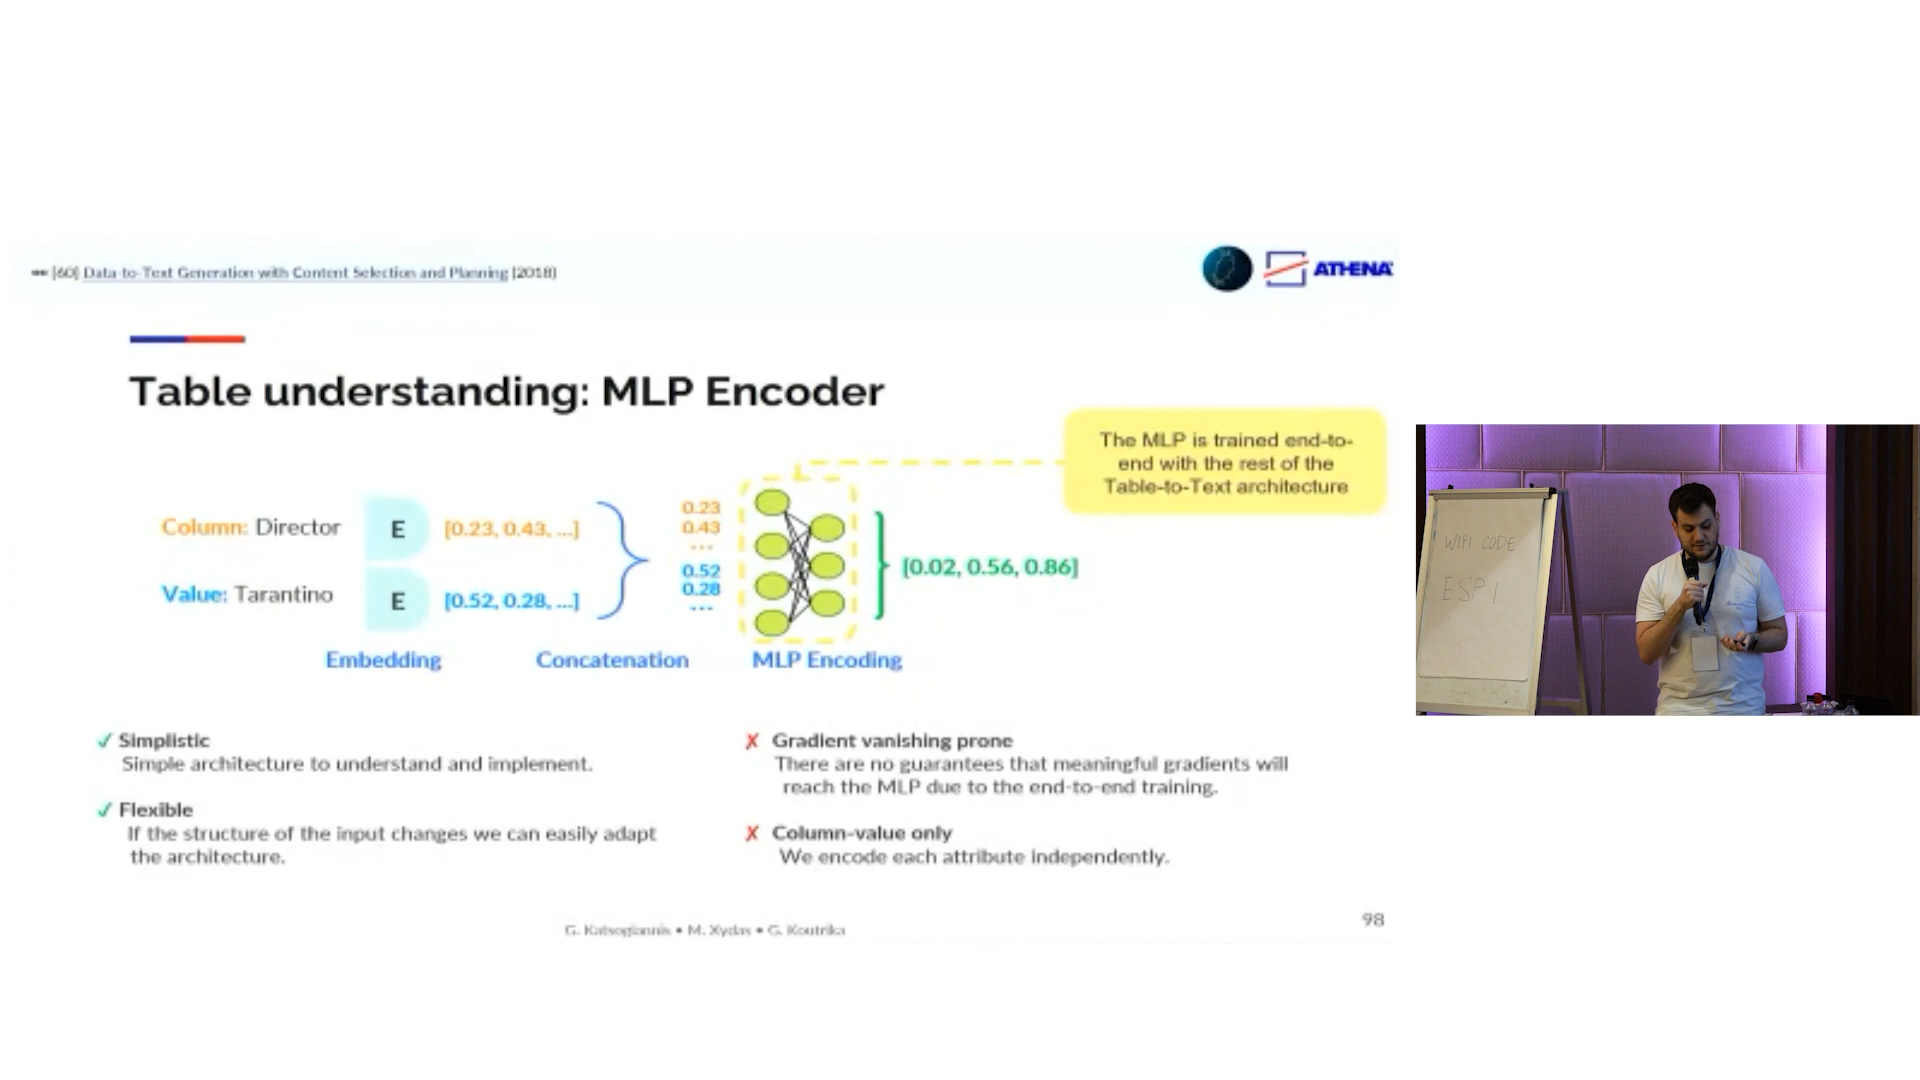 [60] Data-to-Text Generation with Content Selection and Planning [2018]
ATHENA
Table understanding: MLP Encoder
The MLP is trained end-to-
end with the rest of the
Table-to-Text architecture
Column: Director
E
[0.23, 0.43, ...]
Value: Tarantino
E
[0.52, 0.28, ...]
0.23
0.43
...
0.52
0.28
...
[0.02, 0.56, 0.86]
Embedding
Concatenation
MLP Encoding
✓ Simplistic
Simple architecture to understand and implement.
✓ Flexible
If the structure of the input changes we can easily adapt
the architecture.
✗ Gradient vanishing prone
There are no guarantees that meaningful gradients will
reach the MLP due to the end-to-end training.
✗ Column-value only
We encode each attribute independently.
G. Katsogiannis • M. Xydas • G. Koutrika
98
WIFI CODE
ESP1